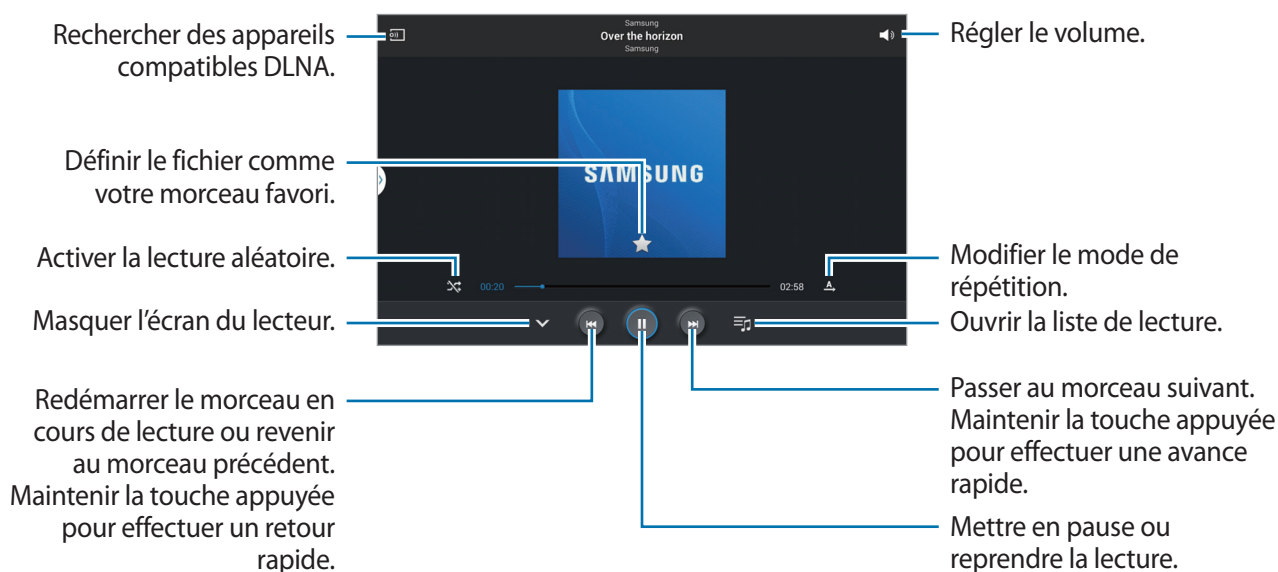 Rechercher des appareils
compatibles DLNA.
Samsung
Over the horizon
Samsung
Régler le volume.
Définir le fichier comme
votre morceau favori.
SAMSUNG
Activer la lecture aléatoire.
00:20
02:58
A
Modifier le mode de
répétition.
Masquer l'écran du lecteur.
Ouvrir la liste de lecture.
Redémarrer le morceau en
cours de lecture ou revenir
au morceau précédent.
Maintenir la touche appuyée
pour effectuer un retour
rapide.
Passer au morceau suivant.
Maintenir la touche appuyée
pour effectuer une avance
rapide.
Mettre en pause ou
reprendre la lecture.